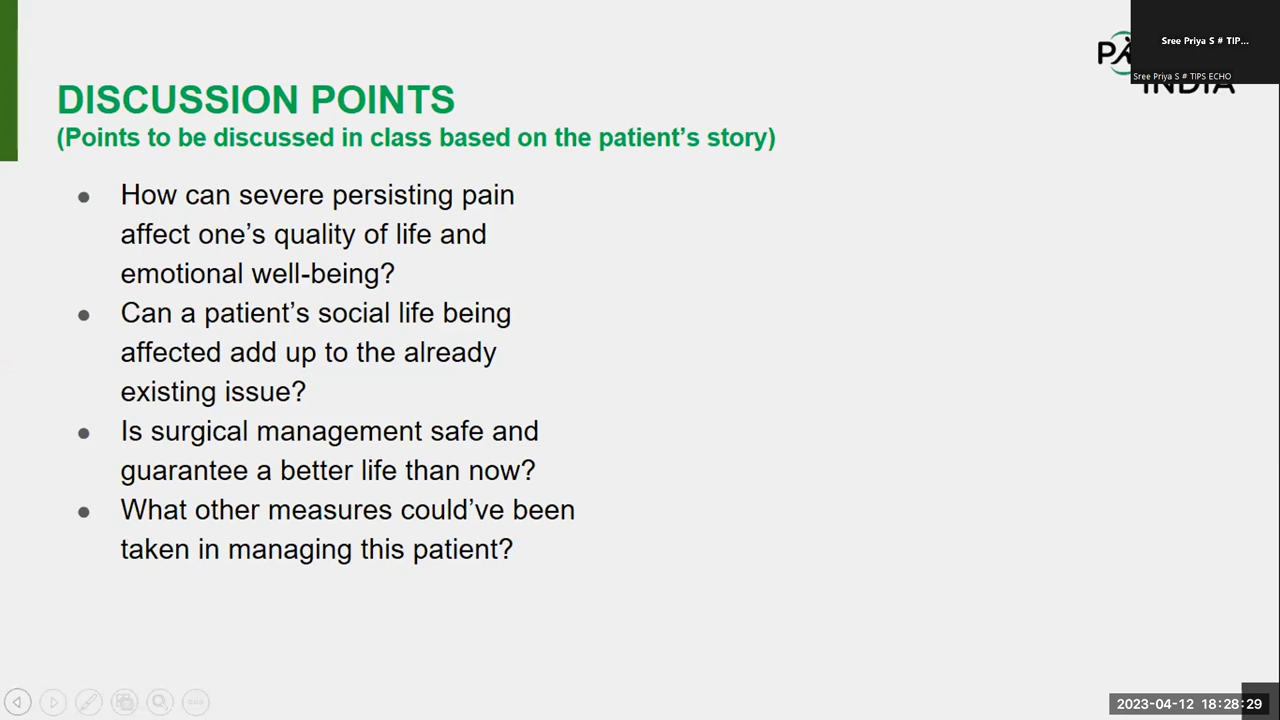 Sree Priya S # TIP...
Sree Priya S # TIPS ECHO
INDIA
DISCUSSION POINTS
(Points to be discussed in class based on the patient’s story)
How can severe persisting pain
affect one’s quality of life and
emotional well-being?
Can a patient’s social life being
affected add up to the already
existing issue?
Is surgical management safe and
guarantee a better life than now?
What other measures could’ve been
taken in managing this patient?
2023-04-12 18:28:29